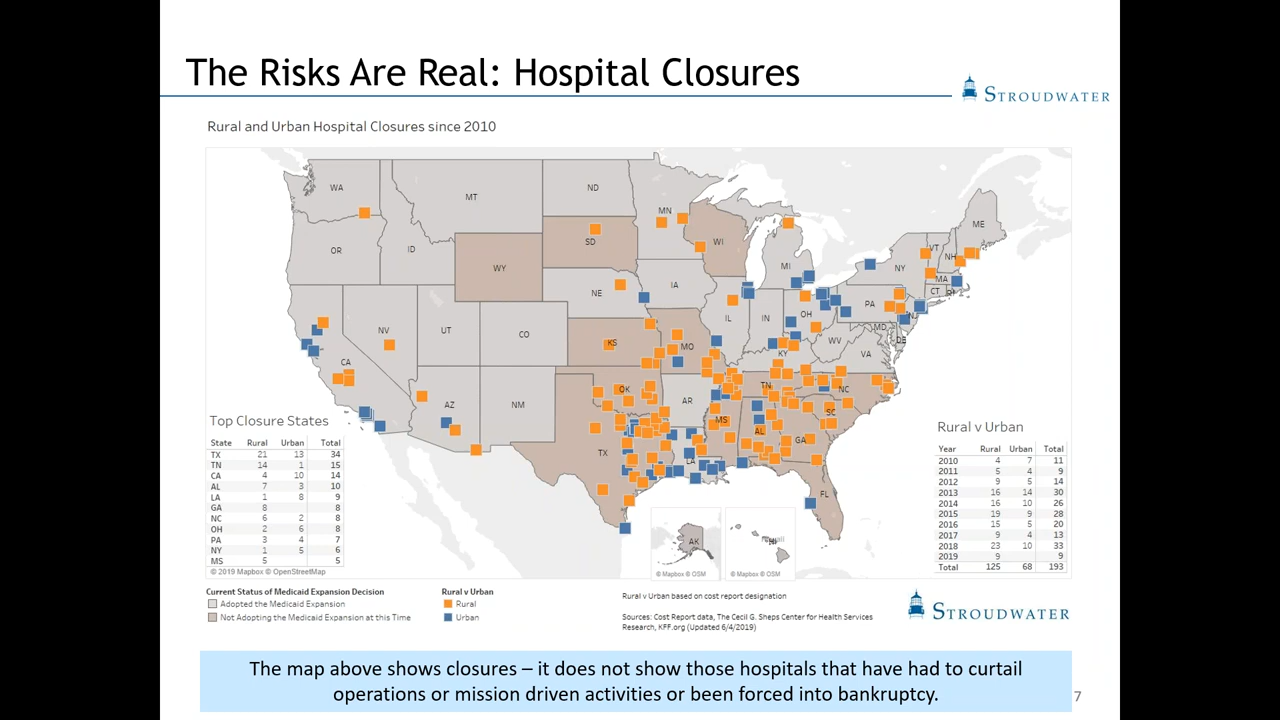 The Risks Are Real: Hospital Closures
STROUDWATER
Rural and Urban Hospital Closures since 2010
WA
MT
ND
MN
ME
OR
ID
SD
WI
VT
NH
WY
MI
NY
MA
CT
RI
NE
IA
PA
NJ
NV
UT
CO
IL
IN
OH
MD
DE
CA
KS
MO
WV
KY
VA
AZ
NM
OK
AR
TN
NC
SC
MS
AL
GA
TX
LA
FL
AK
Hawaii
Top Closure States
State Rural Urban Total
TX 21 13 34
TN 14 1 15
CA 4 10 14
AL 7 3 10
LA 1 8 9
GA 8 8
NC 6 2 8
OH 2 6 8
PA 3 4 7
NY 1 5 6
MS 5 5
© 2019 Mapbox © OpenStreetMap
© Mapbox © OSM
© Mapbox © OSM
Rural v Urban
Year Rural Urban Total
2010 4 7 11
2011 5 4 9
2012 9 5 14
2013 16 14 30
2014 16 10 26
2015 19 9 28
2016 15 5 20
2017 9 4 13
2018 23 10 33
2019 9 9
Total 125 68 193
Current Status of Medicaid Expansion Decision
Adopted the Medicaid Expansion
Not Adopting the Medicaid Expansion at this Time
Rural v Urban
Rural
Urban
Rural v Urban based on cost report designation
Sources: Cost Report data, The Cecil G. Sheps Center for Health Services
Research, KFF.org (Updated 6/4/2019)
STROUDWATER
The map above shows closures – it does not show those hospitals that have had to curtail
operations or mission driven activities or been forced into bankruptcy.
7